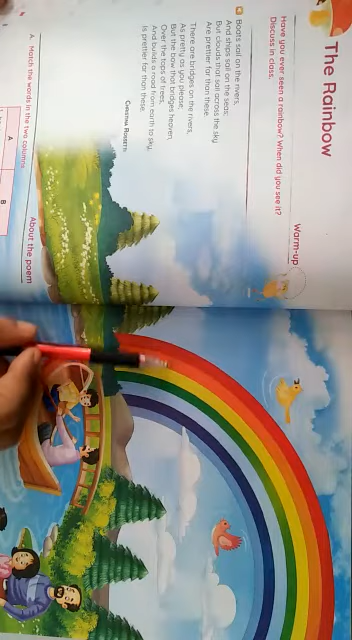 The Rainbow
Warm-up
Have you ever seen a rainbow? When did you see it?
Discuss in class.
Boats sail on the rivers,
And ships sail on the seas;
But clouds that sail across the sky
Are prettier far than these.
There are bridges on the rivers,
As pretty as you please;
But the bow that bridges heaven,
Over the tops of trees,
And builds a road from earth to sky,
Is prettier far than these.
CHRISTINA ROSSETTI
About the poem
A. Match the words in the two columns
A
B